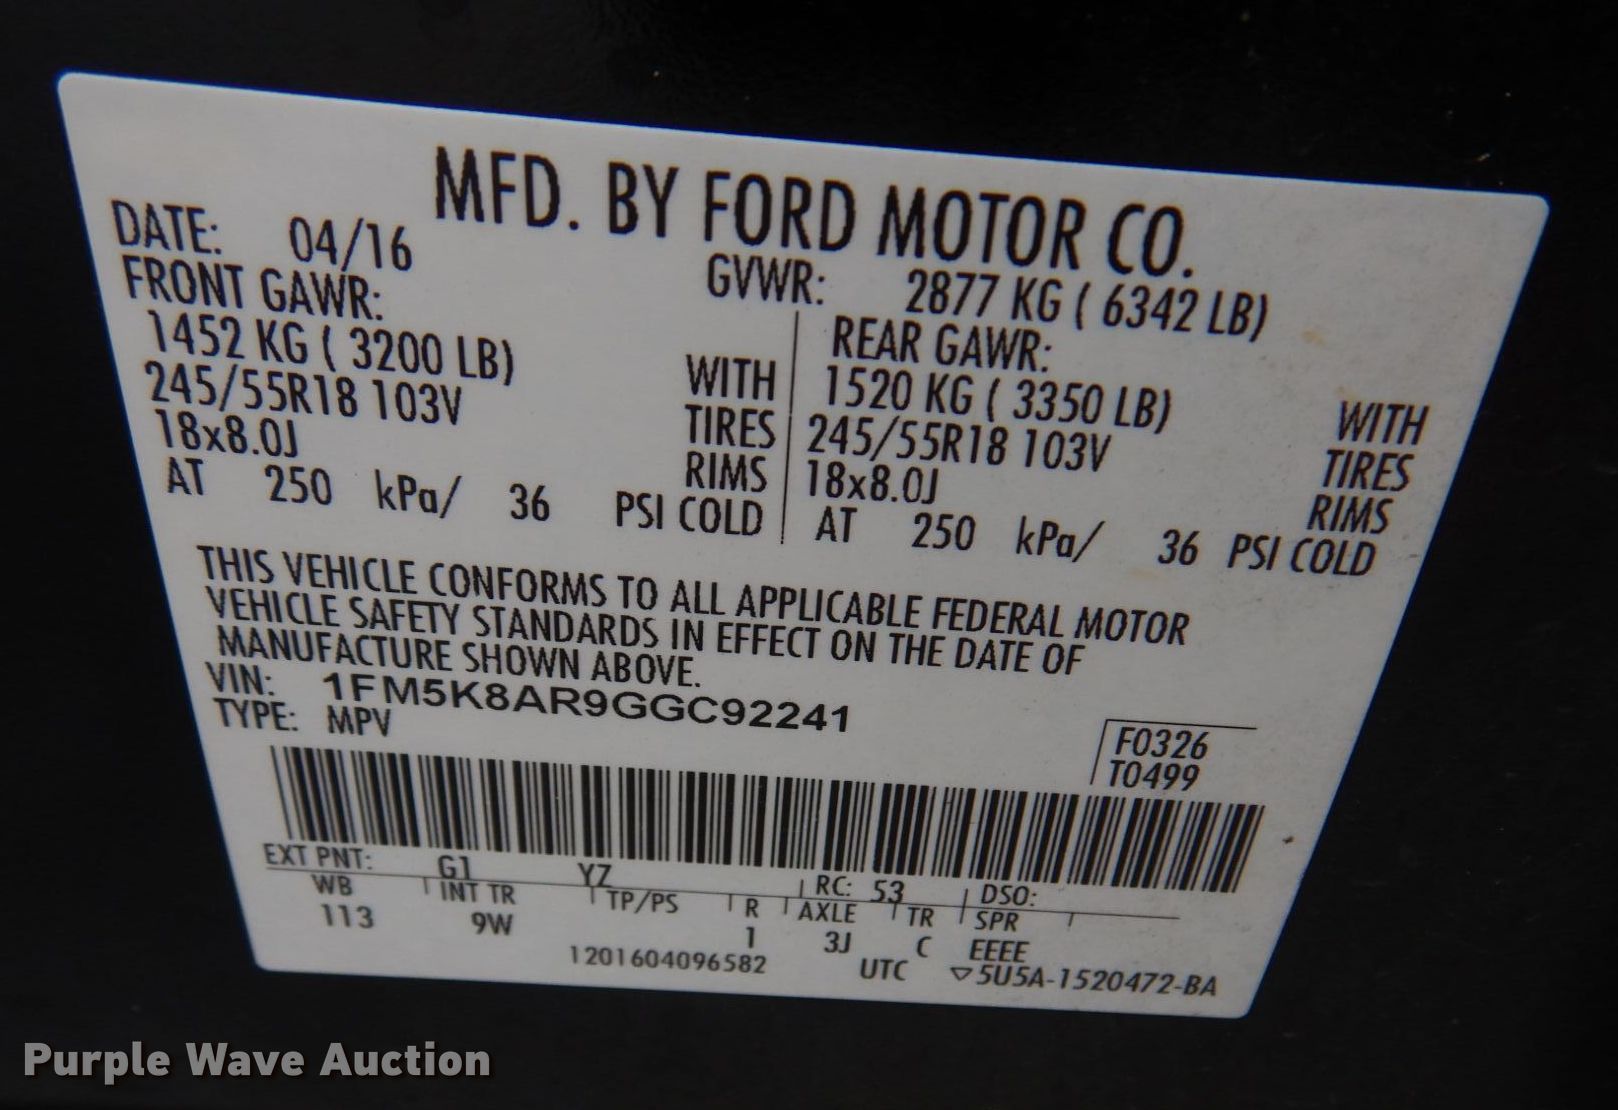 MFD. BY FORD MOTOR CO.
DATE: 04/16 GVWR: 2877 KG ( 6342 LB)
FRONT GAWR: REAR GAWR:
1452 KG ( 3200 LB) WITH 1520 KG ( 3350 LB) WITH
245/55R18 103V TIRES 245/55R18 103V TIRES
18x8.0J RIMS 18x8.0J RIMS
AT 250 kPa/ 36 PSI COLD AT 250 kPa/ 36 PSI COLD
THIS VEHICLE CONFORMS TO ALL APPLICABLE FEDERAL MOTOR
VEHICLE SAFETY STANDARDS IN EFFECT ON THE DATE OF
MANUFACTURE SHOWN ABOVE.
VIN: 1FM5K8AR9GGC92241
TYPE: MPV
F0326
T0499
EXT PNT: G1 YZ RC: 53 DSO:
WB INT TR TP/PS R AXLE TR SPR
113 9W 1 3J C EEEE
1201604096582 UTC ▽5U5A-1520472-BA
Purple Wave Auction